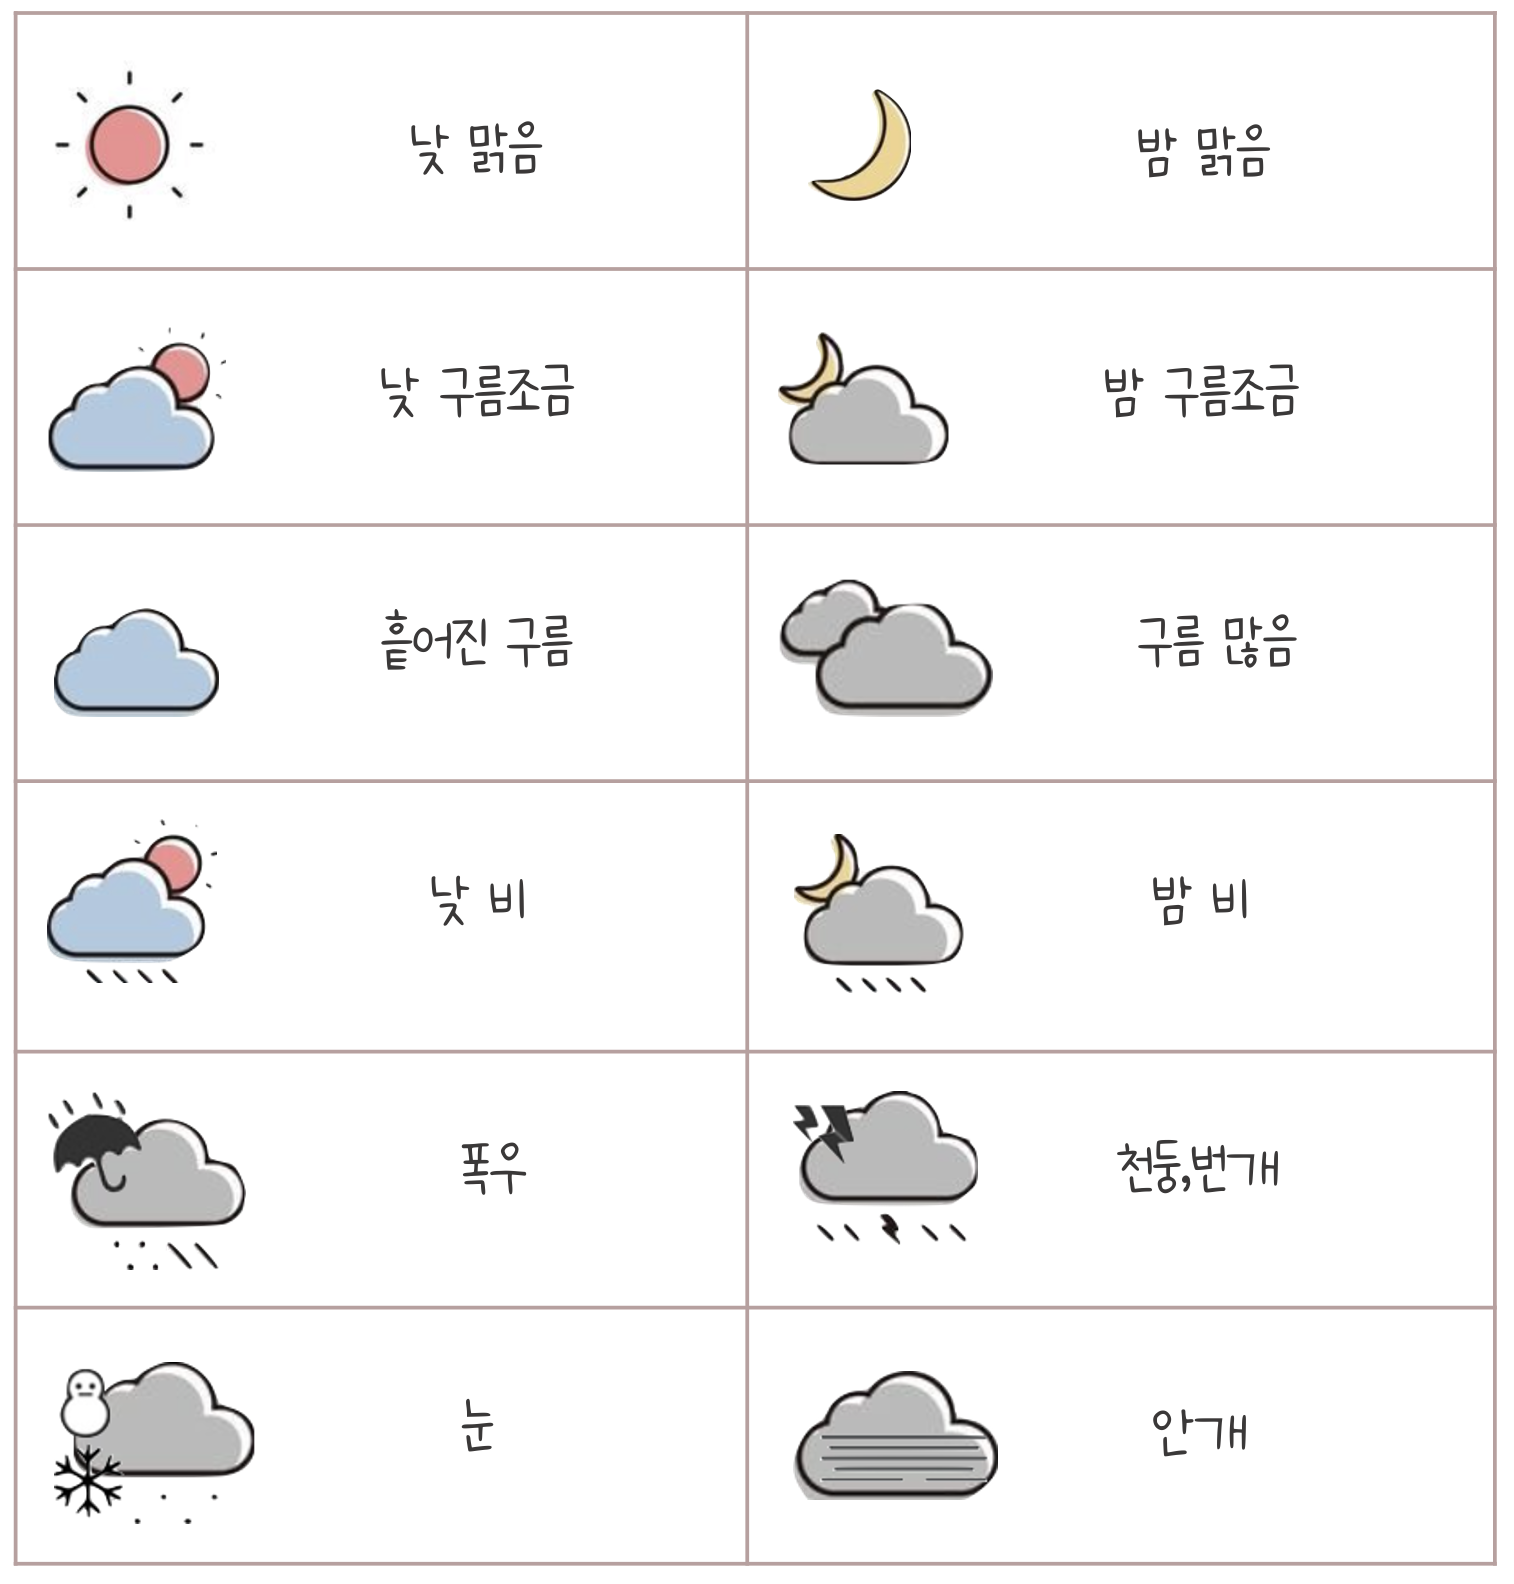 낮 맑음
밤 맑음
낮 구름조금
밤 구름조금
흩어진 구름
구름 많음
낮 비
밤 비
폭우
천둥,번개
눈
안개